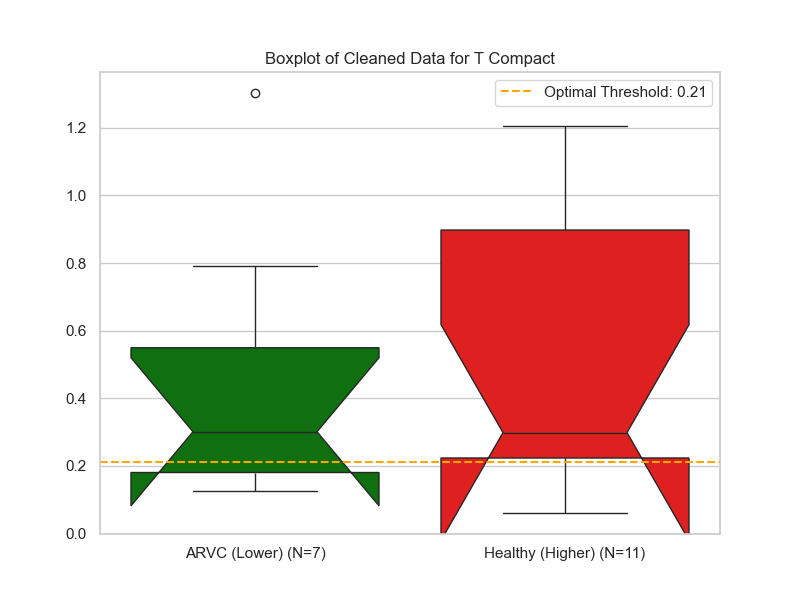 Boxplot of Cleaned Data for T Compact
Optimal Threshold: 0.21
1.2
1.0
0.8
0.6
0.4
0.2
0.0
ARVC (Lower) (N=7)
Healthy (Higher) (N=11)